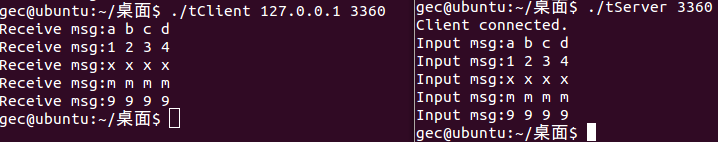 gec@ubuntu:~/桌面$ ./tClient 127.0.0.1 3360
Receive msg:a b c d
Receive msg:1 2 3 4
Receive msg:x x x x
Receive msg:m m m m
Receive msg:9 9 9 9
gec@ubuntu:~/桌面$
gec@ubuntu:~/桌面$ ./tServer 3360
Client connected.
Input msg:a b c d
Input msg:1 2 3 4
Input msg:x x x x
Input msg:m m m m
Input msg:9 9 9 9
gec@ubuntu:~/桌面$